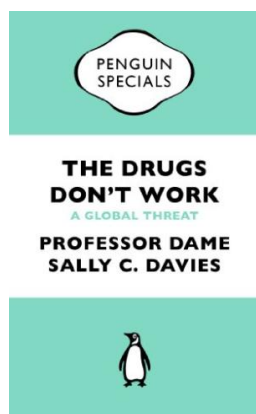 PENGUIN
SPECIALS
THE DRUGS
DON'T WORK
A GLOBAL THREAT
PROFESSOR DAME
SALLY C. DAVIES